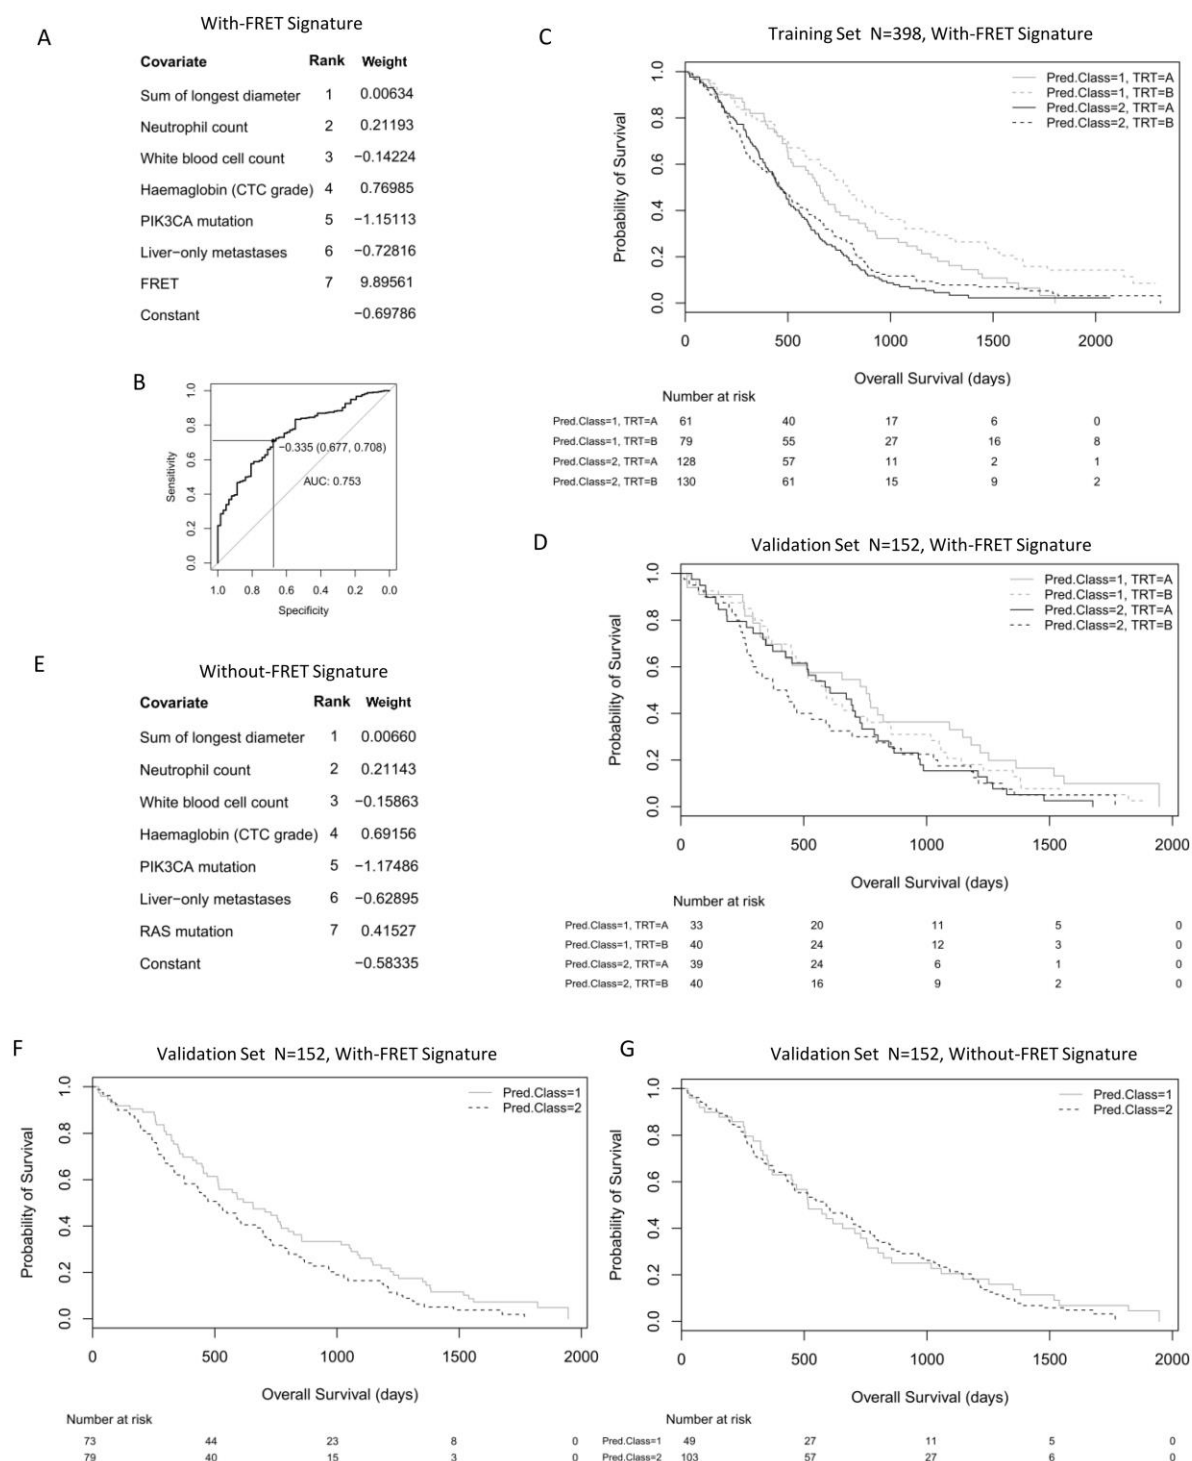 A
With-FRET Signature
Covariate Rank Weight
Sum of longest diameter 1 0.00634
Neutrophil count 2 0.21193
White blood cell count 3 −0.14224
Haemaglobin (CTC grade) 4 0.76985
PIK3CA mutation 5 −1.15113
Liver−only metastases 6 −0.72816
FRET 7 9.89561
Constant −0.69786
B
Sensitivity
1.0
0.8
0.6
0.4
0.2
0.0
−0.335 (0.677, 0.708)
AUC: 0.753
1.0 0.8 0.6 0.4 0.2 0.0
Specificity
C
Training Set N=398, With-FRET Signature
Probability of Survival
1.0
0.8
0.6
0.4
0.2
0.0
Pred.Class=1, TRT=A
Pred.Class=1, TRT=B
Pred.Class=2, TRT=A
Pred.Class=2, TRT=B
0 500 1000 1500 2000
Overall Survival (days)
Number at risk
Pred.Class=1, TRT=A 61 40 17 6 0
Pred.Class=1, TRT=B 79 55 27 16 8
Pred.Class=2, TRT=A 128 57 11 2 1
Pred.Class=2, TRT=B 130 61 15 9 2
D
Validation Set N=152, With-FRET Signature
Probability of Survival
1.0
0.8
0.6
0.4
0.2
0.0
Pred.Class=1, TRT=A
Pred.Class=1, TRT=B
Pred.Class=2, TRT=A
Pred.Class=2, TRT=B
0 500 1000 1500 2000
Overall Survival (days)
Number at risk
Pred.Class=1, TRT=A 33 20 11 5 0
Pred.Class=1, TRT=B 40 24 12 3 0
Pred.Class=2, TRT=A 39 24 6 1 0
Pred.Class=2, TRT=B 40 16 9 2 0
E
Without-FRET Signature
Covariate Rank Weight
Sum of longest diameter 1 0.00660
Neutrophil count 2 0.21143
White blood cell count 3 −0.15863
Haemaglobin (CTC grade) 4 0.69156
PIK3CA mutation 5 −1.17486
Liver−only metastases 6 −0.62895
RAS mutation 7 0.41527
Constant −0.58335
F
Validation Set N=152, With-FRET Signature
Probability of Survival
1.0
0.8
0.6
0.4
0.2
0.0
Pred.Class=1
Pred.Class=2
0 500 1000 1500 2000
Overall Survival (days)
Number at risk
73 44 23 8 0
79 40 15 3 0
G
Validation Set N=152, Without-FRET Signature
Probability of Survival
1.0
0.8
0.6
0.4
0.2
0.0
Pred.Class=1
Pred.Class=2
0 500 1000 1500 2000
Overall Survival (days)
Number at risk
Pred.Class=1 49 27 11 5 0
Pred.Class=2 103 57 27 6 0